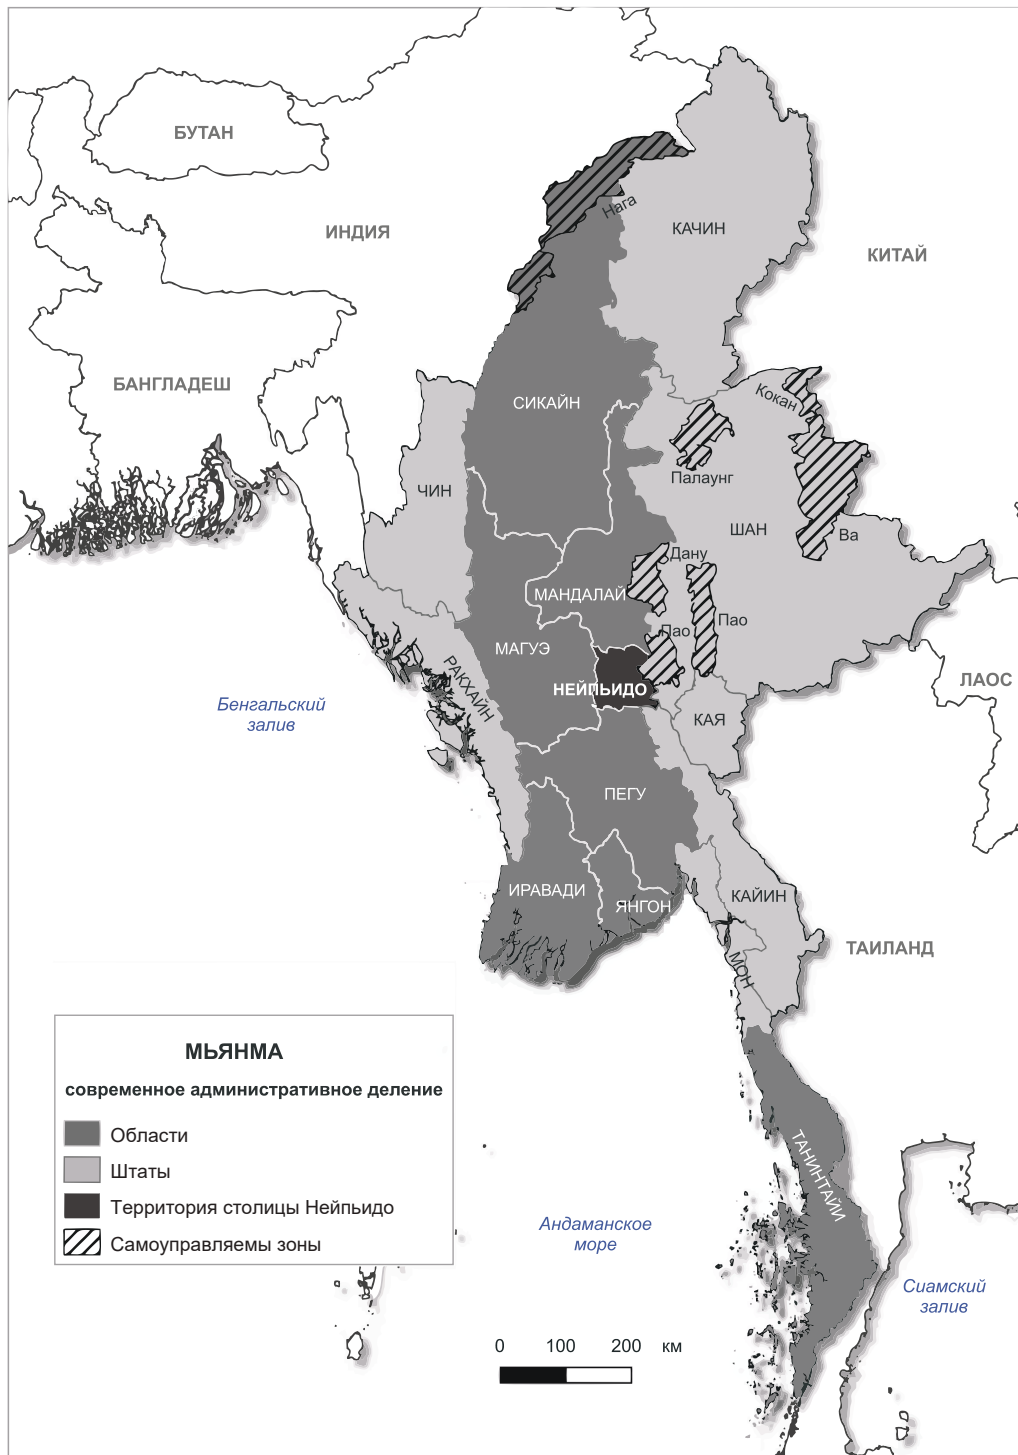 БУТАН
Нага
КАЧИН
ИНДИЯ
КИТАЙ
БАНГЛАДЕШ
СИКАЙН
Кокан
ЧИН
Палаунг
ШАН
Ва
Дану
МАНДАЛАЙ
Пао
Пао
МАГУЭ
РАКХАЙН
НЕЙПЬИДО
ЛАОС
Бенгальский
залив
КАЯ
ПЕГУ
ИРАВАДИ
ЯНГОН
КАЙИН
ТАИЛАНД
МОН
МЬЯНМА
современное административное деление
Области
Штаты
Территория столицы Нейпьидо
Самоуправляемы зоны
ТАНИНТАЙИ
Андаманское
море
Сиамский
залив
0 100 200 км